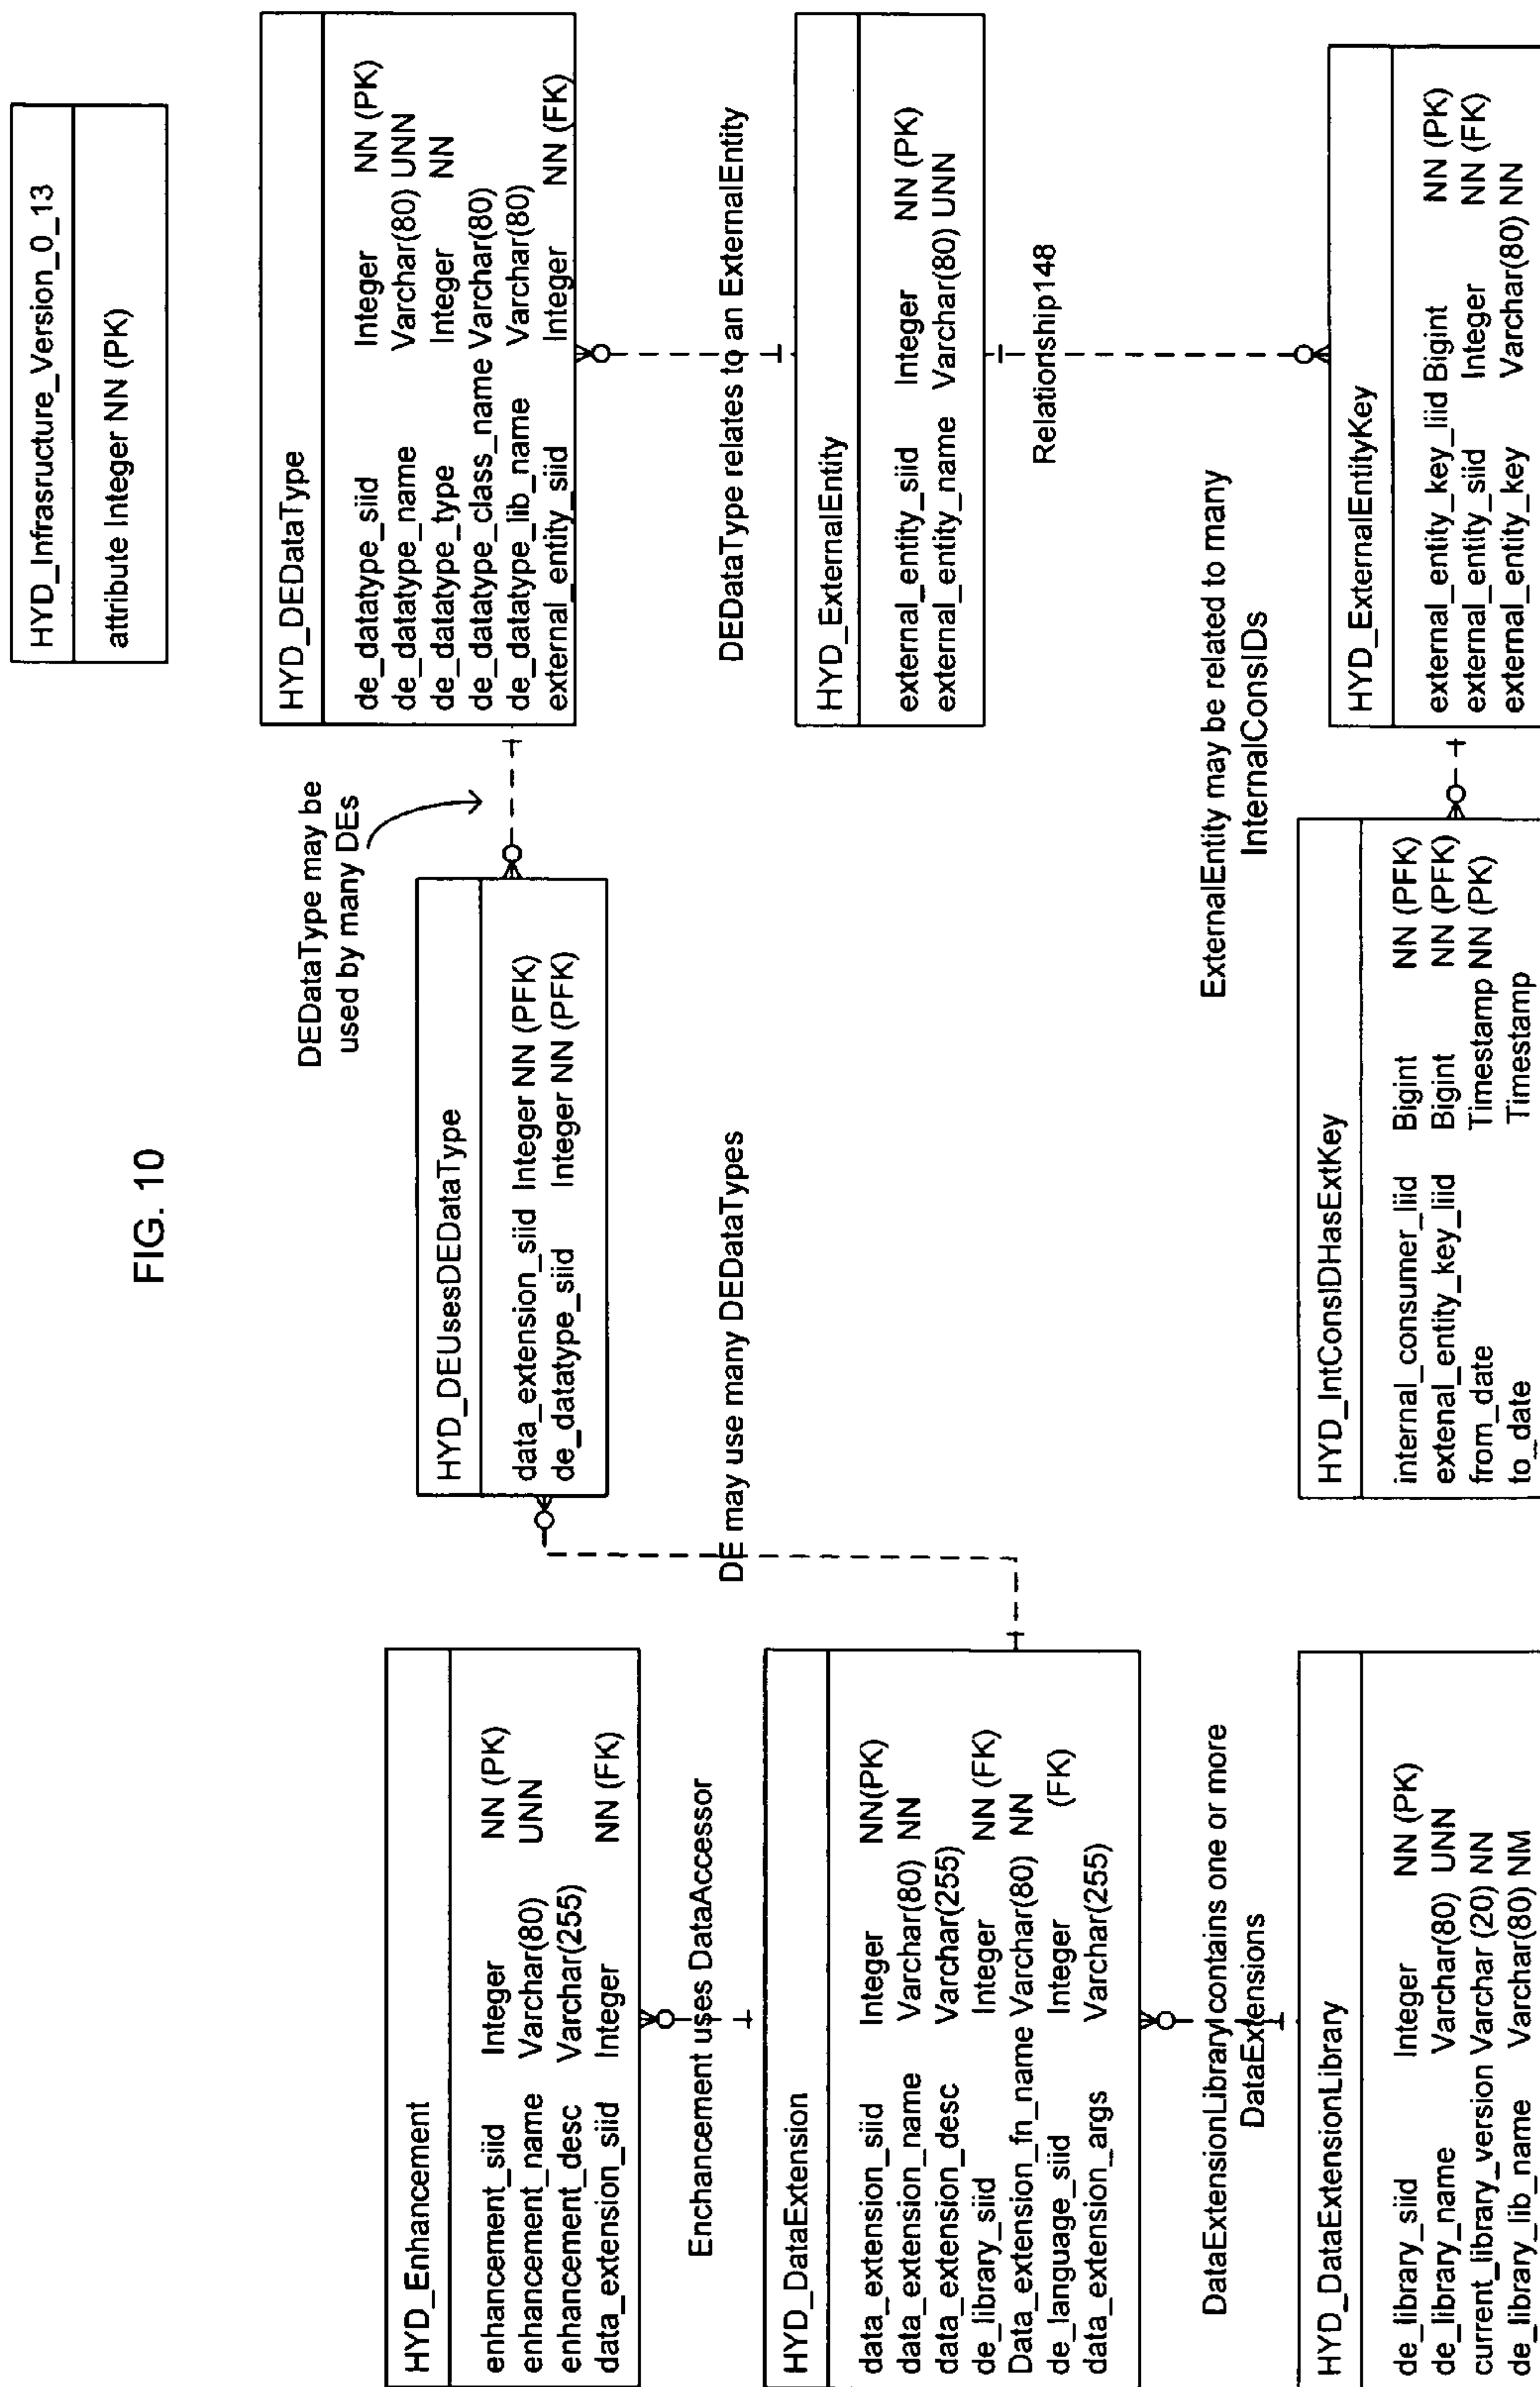 FIG. 10
HYD_Enhancement
enhancement_siid Integer NN (PK)
enhancement_name Varchar(80) UNN
enhancement_desc Varchar(255)
data_extension_siid Integer NN (FK)
Enchancement uses DataAccessor
HYD_DataExtension
data_extension_siid Integer NN(PK)
data_extension_name Varchar(80) NN
data_extension_desc Varchar(255)
de_library_siid Integer NN (FK)
Data_extension_fn_name Varchar(80) NN
de_language_siid Integer (FK)
data_extension_args Varchar(255)
DataExtensionLibrary contains one or more
DataExtensions
HYD_DataExtensionLibrary
de_library_siid Integer NN (PK)
de_library_name Varchar(80) UNN
current_library_version Varchar (20) NN
de_library_lib_name Varchar(80) NM
HYD_DEUsesDEDataType
data_extension_siid Integer NN (PFK)
de_datatype_siid Integer NN (PFK)
DE may use many DEDataTypes
DEDataType may be
used by many DEs
HYD_Infrasructure_Version_0_13
attribute Integer NN (PK)
HYD_DEDataType
de_datatype_siid Integer NN (PK)
de_datatype_name Varchar(80) UNN
de_datatype_type Integer NN
de_datatype_class_name Varchar(80)
de_datatype_lib_name Varchar(80)
external_entity_siid Integer NN (FK)
DEDataType relates to an ExternalEntity
HYD_ExternalEntity
external_entity_siid Integer NN (PK)
external_entity_name Varchar(80) UNN
Relationship148
ExternalEntity may be related to many
InternalConsIDs
HYD_IntConsIDHasExtKey
internal_consumer_liid Bigint NN (PFK)
extenal_entity_key_liid Bigint NN (PFK)
from_date Timestamp NN (PK)
to_date Timestamp
HYD_ExternalEntityKey
external_entity_key_liid Bigint NN (PK)
external_entity_siid Integer NN (FK)
external_entity_key Varchar(80) NN